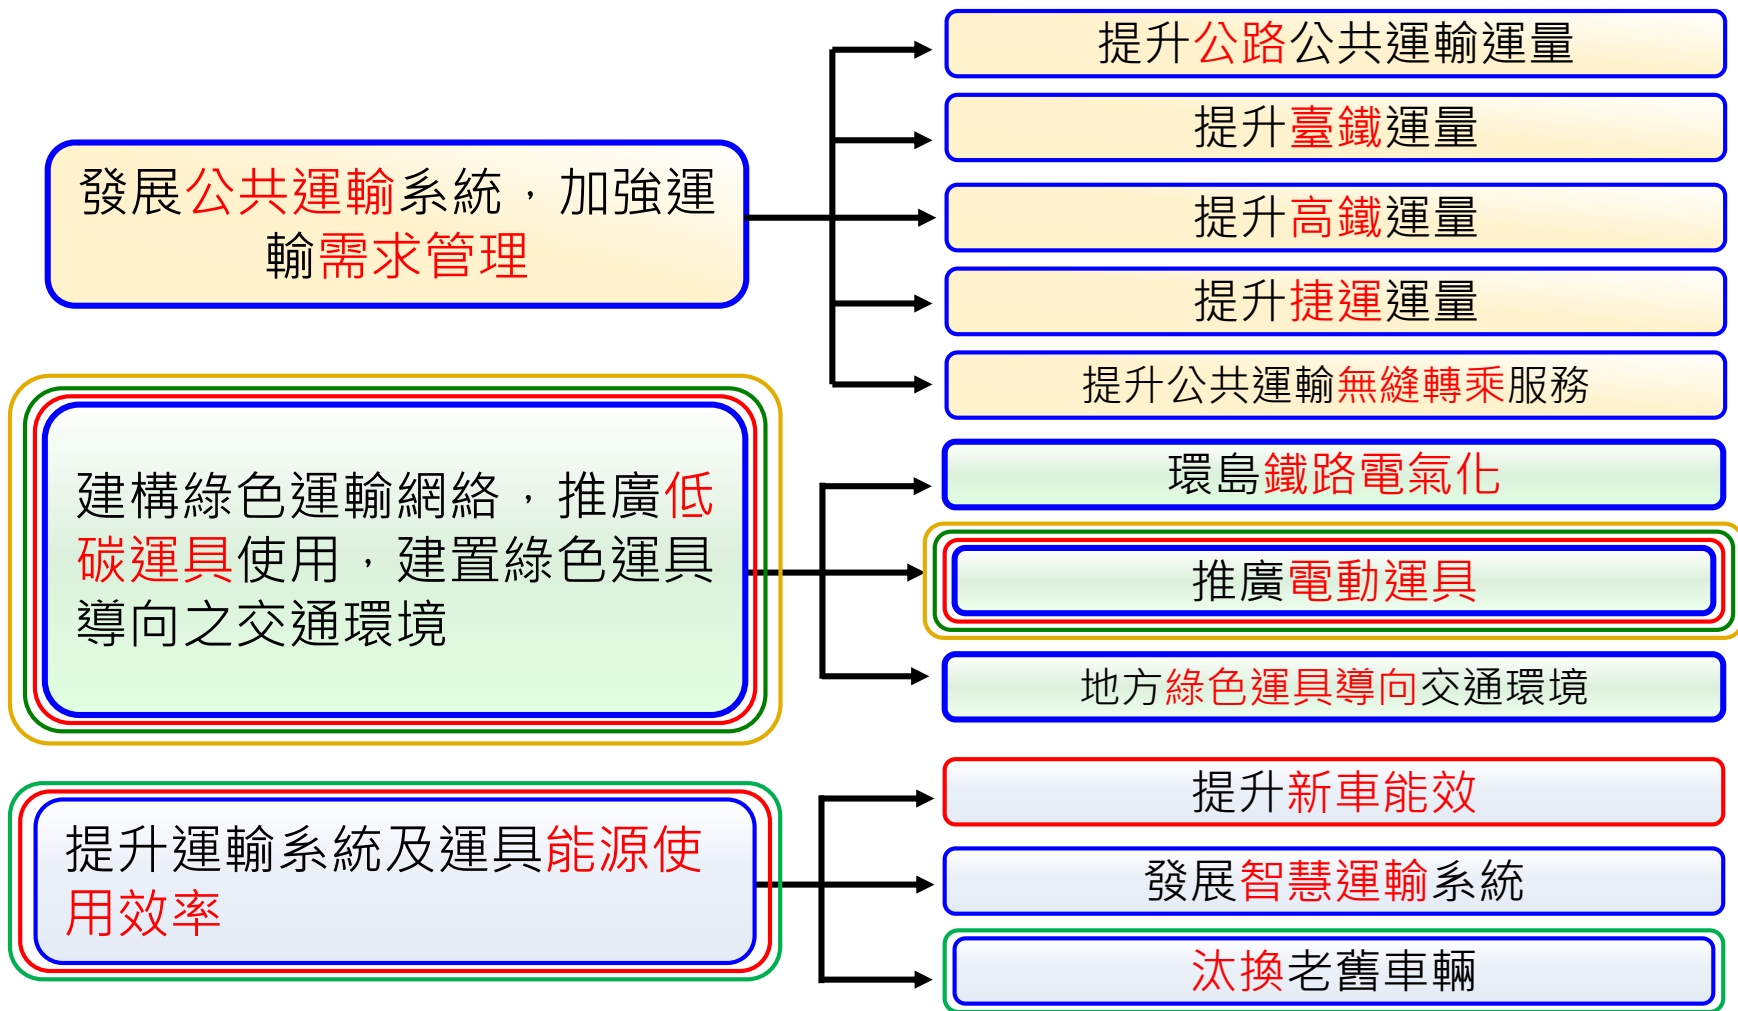 發展公共運輸系統，加強運
輸需求管理
提升公路公共運輸運量
提升臺鐵運量
提升高鐵運量
提升捷運運量
提升公共運輸無縫轉乘服務
建構綠色運輸網絡，推廣低
碳運具使用，建置綠色運具
導向之交通環境
環島鐵路電氣化
推廣電動運具
地方綠色運具導向交通環境
提升運輸系統及運具能源使
用效率
提升新車能效
發展智慧運輸系統
汰換老舊車輛